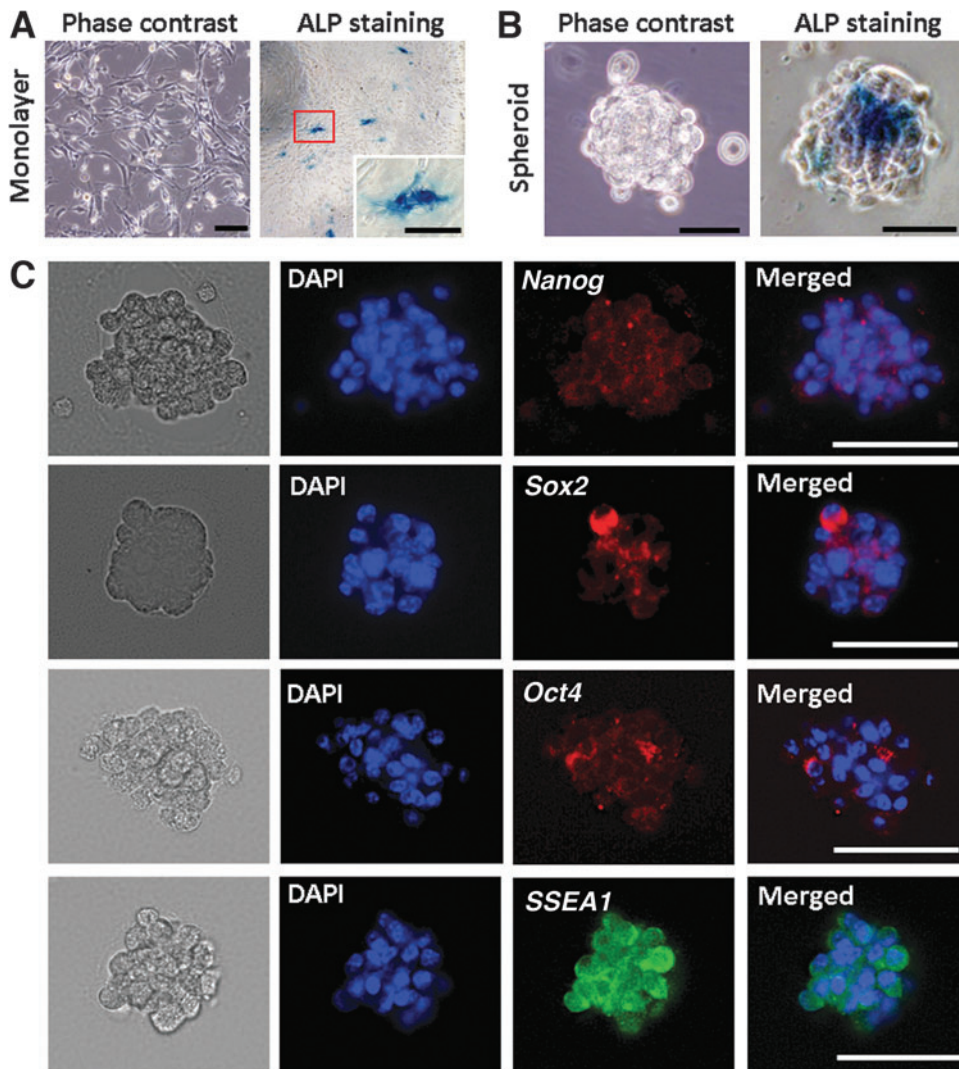 A Phase contrast ALP staining
Monolayer
B Phase contrast ALP staining
Spheroid
C
DAPI Nanog Merged
DAPI Sox2 Merged
DAPI Oct4 Merged
DAPI SSEA1 Merged